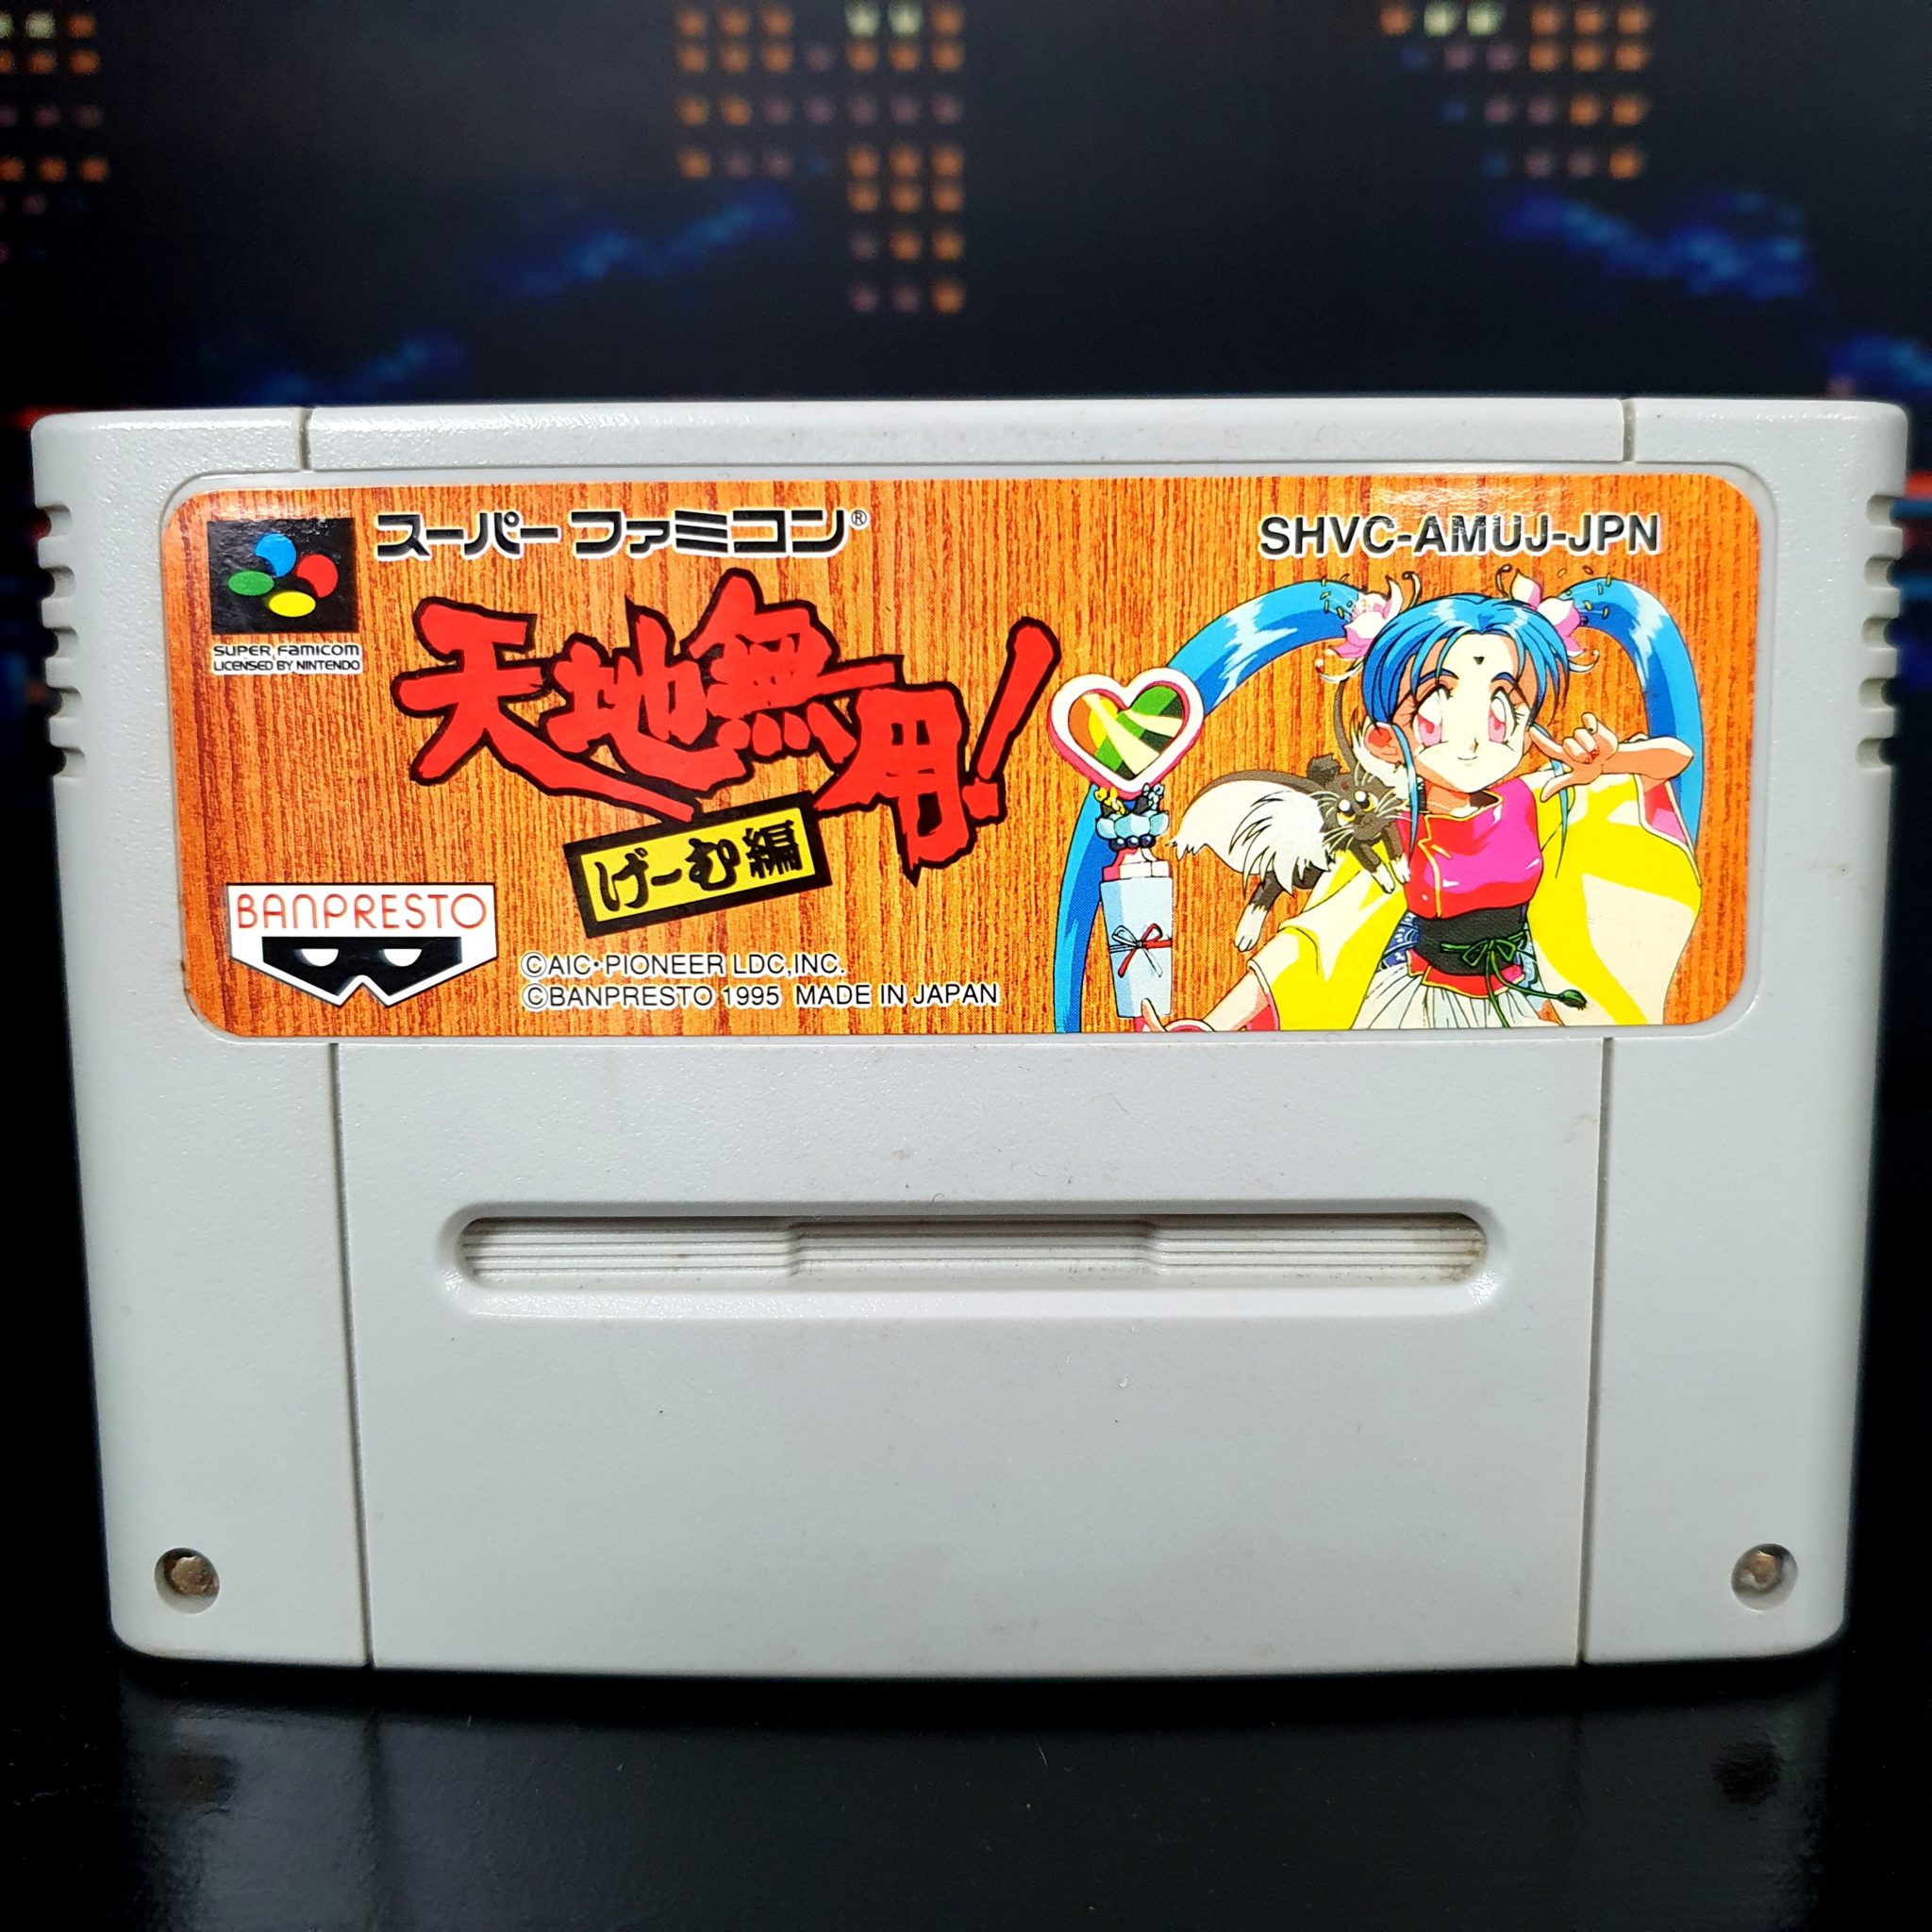 スーパーファミコン®
SHVC-AMUJ-JPN
SUPER FAMICOM
LICENSED BY NINTENDO
天地無用!
げーむ編
BANPRESTO
©AIC・PIONEER LDC,INC.
©BANPRESTO 1995 MADE IN JAPAN